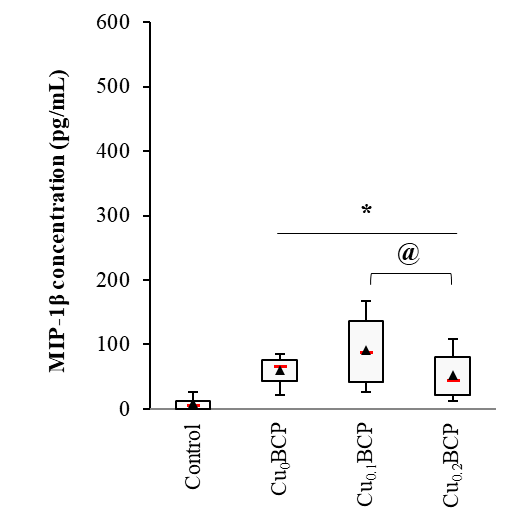 600
500
400
300
200
100
0
MIP-1β concentration (pg/mL)
*
@
Control
Cu₀BCP
Cu₀.₁BCP
Cu₀.₂BCP